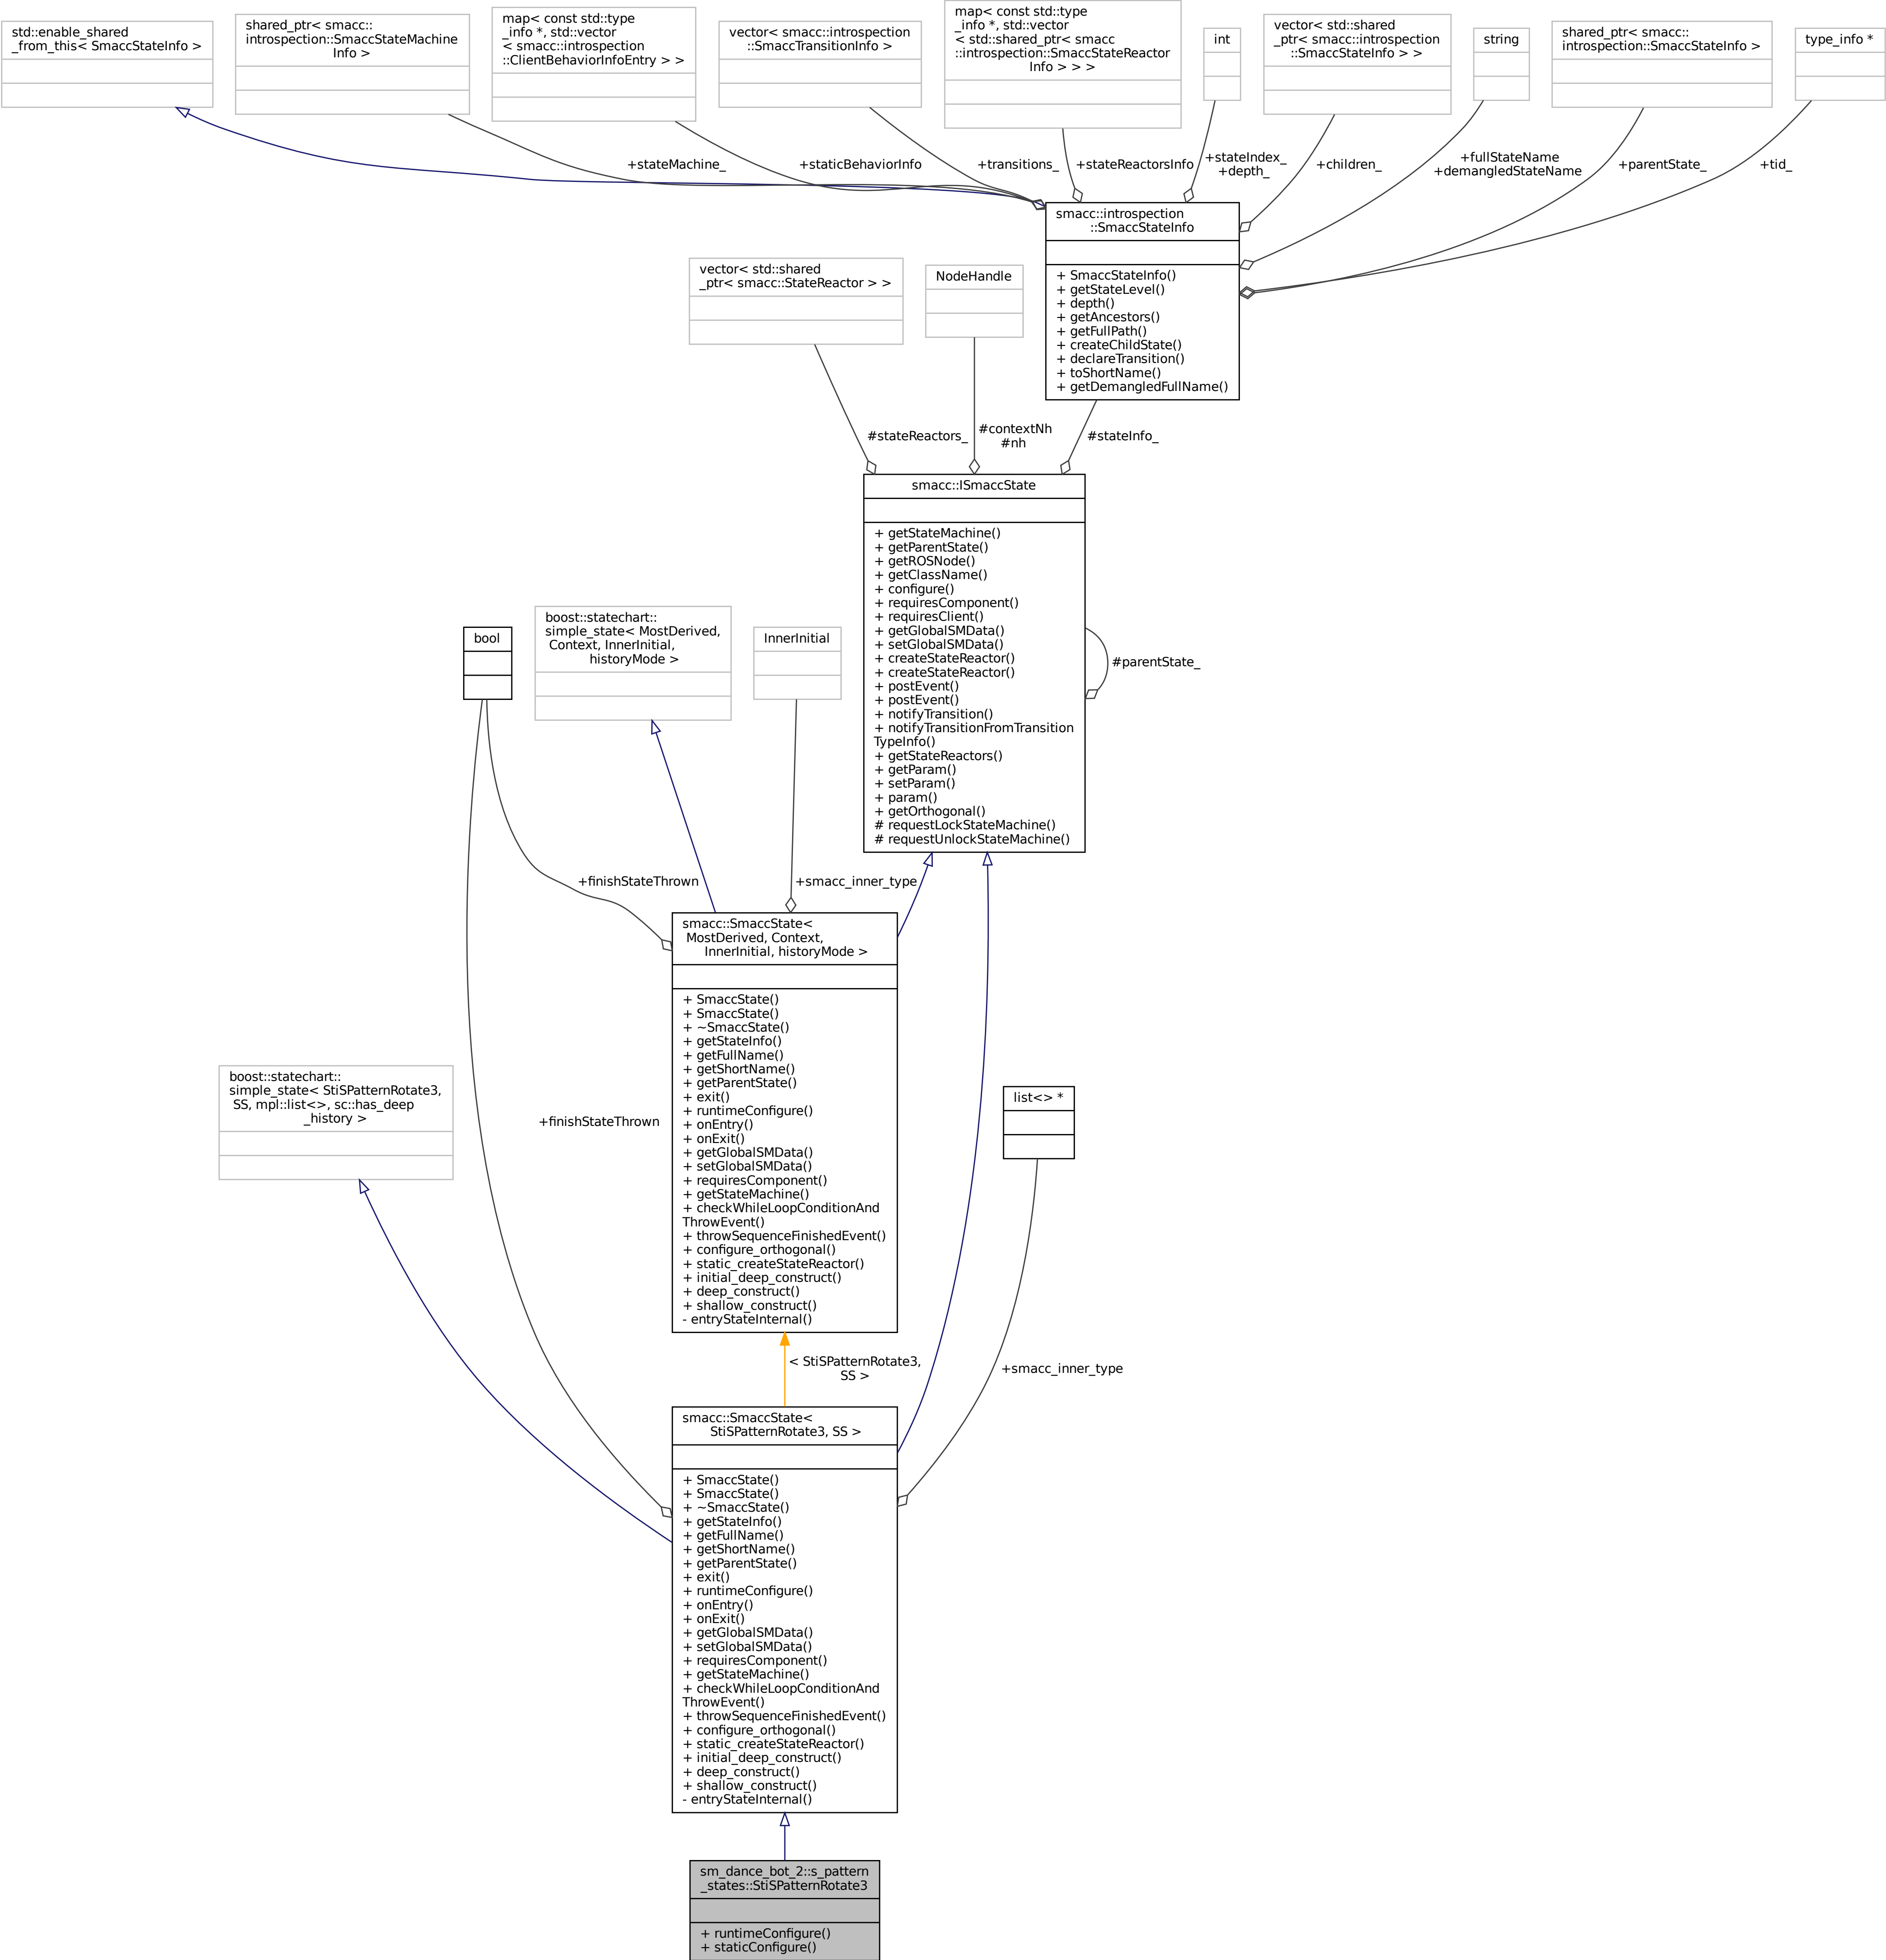 std::enable_shared
_from_this< SmaccStateInfo >
shared_ptr< smacc::
introspection::SmaccStateMachine
Info >
map< const std::type
_info *, std::vector
< smacc::introspection
::ClientBehaviorInfoEntry > >
vector< smacc::introspection
::SmaccTransitionInfo >
map< const std::type
_info *, std::vector
< std::shared_ptr< smacc
::introspection::SmaccStateReactor
Info > > >
int
vector< std::shared
_ptr< smacc::introspection
::SmaccStateInfo > >
string
shared_ptr< smacc::
introspection::SmaccStateInfo >
type_info *
+stateMachine_
+staticBehaviorInfo
+transitions_
+stateReactorsInfo
+stateIndex_
+depth_
+children_
+fullStateName
+demangledStateName
+parentState_
+tid_
smacc::introspection
::SmaccStateInfo
+ SmaccStateInfo()
+ getStateLevel()
+ depth()
+ getAncestors()
+ getFullPath()
+ createChildState()
+ declareTransition()
+ toShortName()
+ getDemangledFullName()
vector< std::shared
_ptr< smacc::StateReactor > >
NodeHandle
#stateReactors_
#contextNh
#nh
#stateInfo_
smacc::ISmaccState
+ getStateMachine()
+ getParentState()
+ getROSNode()
+ getClassName()
+ configure()
+ requiresComponent()
+ requiresClient()
+ getGlobalSMData()
+ setGlobalSMData()
+ createStateReactor()
+ createStateReactor()
+ postEvent()
+ postEvent()
+ notifyTransition()
+ notifyTransitionFromTransition
TypeInfo()
+ getStateReactors()
+ getParam()
+ setParam()
+ param()
+ getOrthogonal()
# requestLockStateMachine()
# requestUnlockStateMachine()
#parentState_
bool
boost::statechart::
simple_state< MostDerived,
Context, InnerInitial,
historyMode >
InnerInitial
+finishStateThrown
+smacc_inner_type
smacc::SmaccState<
MostDerived, Context,
InnerInitial, historyMode >
+ SmaccState()
+ SmaccState()
+ ~SmaccState()
+ getStateInfo()
+ getFullName()
+ getShortName()
+ getParentState()
+ exit()
+ runtimeConfigure()
+ onEntry()
+ onExit()
+ getGlobalSMData()
+ setGlobalSMData()
+ requiresComponent()
+ getStateMachine()
+ checkWhileLoopConditionAnd
ThrowEvent()
+ throwSequenceFinishedEvent()
+ configure_orthogonal()
+ static_createStateReactor()
+ initial_deep_construct()
+ deep_construct()
+ shallow_construct()
- entryStateInternal()
boost::statechart::
simple_state< StiSPatternRotate3,
SS, mpl::list<>, sc::has_deep
_history >
+finishStateThrown
list<> *
< StiSPatternRotate3,
SS >
+smacc_inner_type
smacc::SmaccState<
StiSPatternRotate3, SS >
+ SmaccState()
+ SmaccState()
+ ~SmaccState()
+ getStateInfo()
+ getFullName()
+ getShortName()
+ getParentState()
+ exit()
+ runtimeConfigure()
+ onEntry()
+ onExit()
+ getGlobalSMData()
+ setGlobalSMData()
+ requiresComponent()
+ getStateMachine()
+ checkWhileLoopConditionAnd
ThrowEvent()
+ throwSequenceFinishedEvent()
+ configure_orthogonal()
+ static_createStateReactor()
+ initial_deep_construct()
+ deep_construct()
+ shallow_construct()
- entryStateInternal()
sm_dance_bot_2::s_pattern
_states::StiSPatternRotate3
+ runtimeConfigure()
+ staticConfigure()